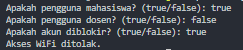 Apakah pengguna mahasiswa? (true/false): true
Apakah pengguna dosen? (true/false): false
Apakah akun diblokir? (true/false): true
Akses WiFi ditolak.